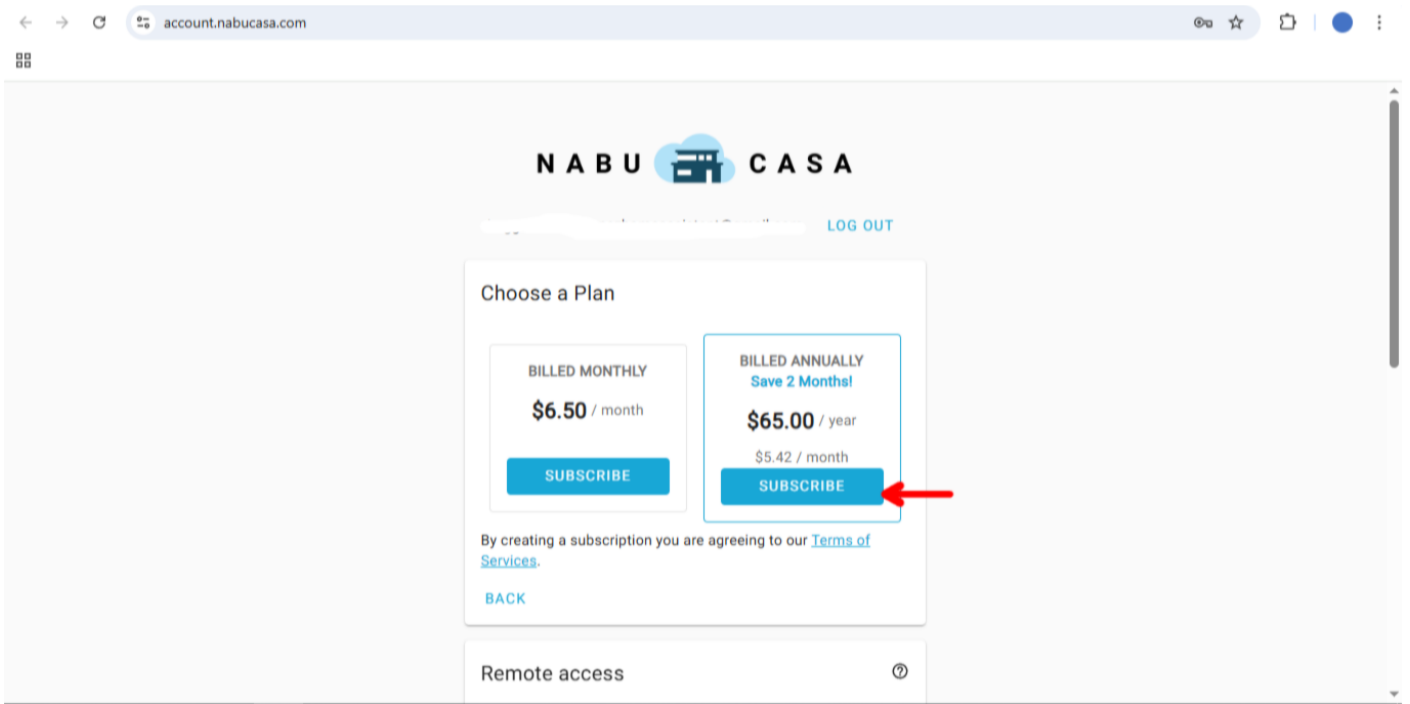 account.nabucasa.com
NABU CASA
LOG OUT
Choose a Plan
BILLED MONTHLY
$6.50 / month
SUBSCRIBE
BILLED ANNUALLY
Save 2 Months!
$65.00 / year
$5.42 / month
SUBSCRIBE
By creating a subscription you are agreeing to our Terms of
Services.
BACK
Remote access